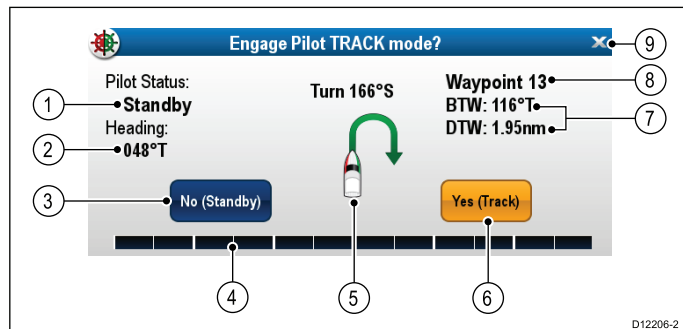 Engage Pilot TRACK mode?
X
9
Pilot Status:
Standby
Heading:
048°T
Turn 166°S
Waypoint 13
BTW: 116°T
DTW: 1.95nm
1
2
8
7
3
No (Standby)
Yes (Track)
4
5
6
D12206-2